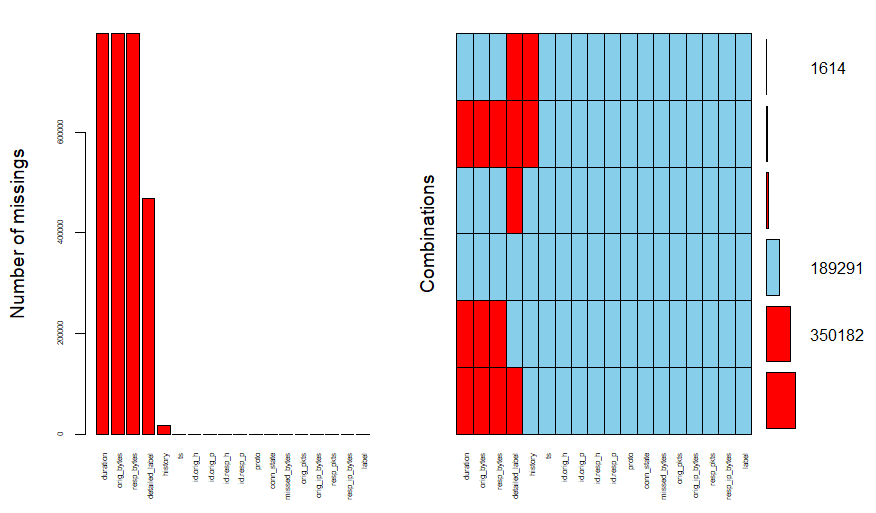 Number of missings
0
200000
400000
600000
duration
orig_bytes
resp_bytes
detailed_label
history
ts
id.orig_h
id.orig_p
id.resp_h
id.resp_p
proto
conn_state
missed_bytes
orig_pkts
orig_ip_bytes
resp_pkts
resp_ip_bytes
label
Combinations
duration
orig_bytes
resp_bytes
detailed_label
history
ts
id.orig_h
id.orig_p
id.resp_h
id.resp_p
proto
conn_state
missed_bytes
orig_pkts
orig_ip_bytes
resp_pkts
resp_ip_bytes
label
1614
189291
350182